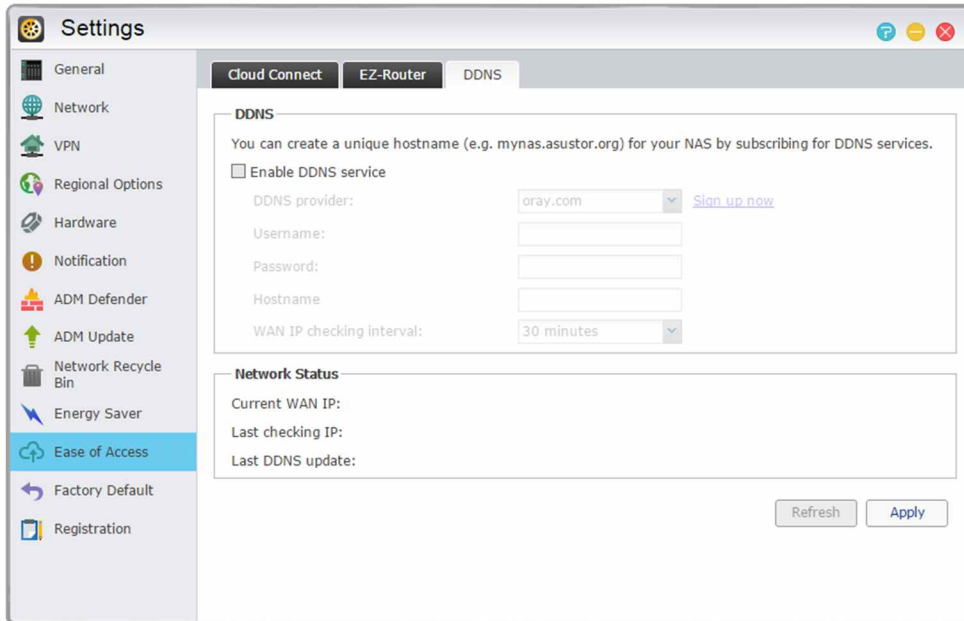 Settings
General
Network
VPN
Regional Options
Hardware
Notification
ADM Defender
ADM Update
Network Recycle
Bin
Energy Saver
Ease of Access
Factory Default
Registration
Cloud Connect EZ-Router DDNS
DDNS
You can create a unique hostname (e.g. mynas.asustor.org) for your NAS by subscribing for DDNS services.
Enable DDNS service
DDNS provider: oray.com Sign up now
Username:
Password:
Hostname
WAN IP checking interval: 30 minutes
Network Status
Current WAN IP:
Last checking IP:
Last DDNS update:
Refresh Apply